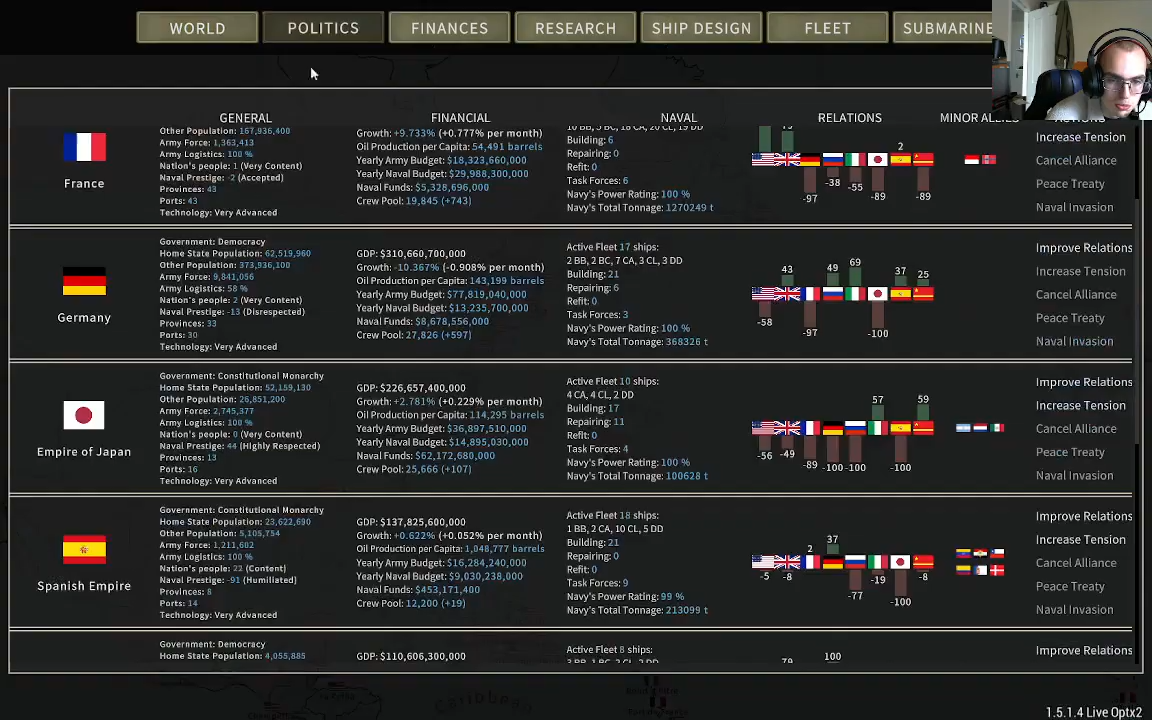 WORLD POLITICS FINANCES RESEARCH SHIP DESIGN FLEET SUBMARINE
GENERAL FINANCIAL NAVAL RELATIONS MINOR ALLIES
France
Other Population: 167,936,400
Army Force: 1,363,413
Army Logistics: 100 %
Nation's people: 1 (Very Content)
Naval Prestige: -2 (Accepted)
Provinces: 43
Ports: 43
Technology: Very Advanced
Growth: +9.733% (+0.777% per month)
Oil Production per Capita: 54,491 barrels
Yearly Army Budget: $18,323,660,000
Yearly Naval Budget: $29,988,300,000
Naval Funds: $5,328,696,000
Crew Pool: 19,845 (+743)
10 BB, 5 BC, 18 CA, 20 CL, 19 DD
Building: 6
Repairing: 0
Refit: 0
Task Forces: 6
Navy's Power Rating: 100 %
Navy's Total Tonnage: 1270249 t
2
-97 -38 -55 -89 -89
Increase Tension
Cancel Alliance
Peace Treaty
Naval Invasion
Germany
Government: Democracy
Home State Population: 62,519,960
Other Population: 373,936,100
Army Force: 9,841,056
Army Logistics: 58 %
Nation's people: 2 (Very Content)
Naval Prestige: -13 (Disrespected)
Provinces: 33
Ports: 30
Technology: Very Advanced
GDP: $310,660,700,000
Growth: -10.367% (-0.908% per month)
Oil Production per Capita: 143,199 barrels
Yearly Army Budget: $77,819,040,000
Yearly Naval Budget: $13,235,700,000
Naval Funds: $8,678,556,000
Crew Pool: 27,826 (+597)
Active Fleet 17 ships:
2 BB, 2 BC, 7 CA, 3 CL, 3 DD
Building: 21
Repairing: 6
Refit: 0
Task Forces: 3
Navy's Power Rating: 100 %
Navy's Total Tonnage: 368326 t
43 49 69 37 25
-58 -97 -100
Improve Relations
Increase Tension
Cancel Alliance
Peace Treaty
Naval Invasion
Empire of Japan
Government: Constitutional Monarchy
Home State Population: 52,159,130
Other Population: 26,851,200
Army Force: 2,745,377
Army Logistics: 100 %
Nation's people: 0 (Very Content)
Naval Prestige: 44 (Highly Respected)
Provinces: 13
Ports: 16
Technology: Very Advanced
GDP: $226,657,400,000
Growth: +2.781% (+0.229% per month)
Oil Production per Capita: 114,295 barrels
Yearly Army Budget: $36,897,510,000
Yearly Naval Budget: $14,895,030,000
Naval Funds: $62,172,680,000
Crew Pool: 25,666 (+107)
Active Fleet 10 ships:
4 CA, 4 CL, 2 DD
Building: 17
Repairing: 11
Refit: 0
Task Forces: 4
Navy's Power Rating: 100 %
Navy's Total Tonnage: 100628 t
57 59
-56 -49 -89 -100 -100 -100
Improve Relations
Increase Tension
Cancel Alliance
Peace Treaty
Naval Invasion
Spanish Empire
Government: Constitutional Monarchy
Home State Population: 23,622,690
Other Population: 5,105,754
Army Force: 1,211,602
Army Logistics: 100 %
Nation's people: 22 (Content)
Naval Prestige: -91 (Humiliated)
Provinces: 8
Ports: 14
Technology: Very Advanced
GDP: $137,825,600,000
Growth: +0.622% (+0.052% per month)
Oil Production per Capita: 1,048,777 barrels
Yearly Army Budget: $16,284,240,000
Yearly Naval Budget: $9,030,238,000
Naval Funds: $453,171,400
Crew Pool: 12,200 (+19)
Active Fleet 18 ships:
1 BB, 2 CA, 10 CL, 5 DD
Building: 21
Repairing: 0
Refit: 0
Task Forces: 9
Navy's Power Rating: 99 %
Navy's Total Tonnage: 213099 t
2 37
-5 -8 -77 -19 -100 -8
Improve Relations
Increase Tension
Cancel Alliance
Peace Treaty
Naval Invasion
Government: Democracy
Home State Population: 4,055,885
GDP: $110,606,300,000
Active Fleet 8 ships:
100
Improve Relations
1.5.1.4 Live Optx2